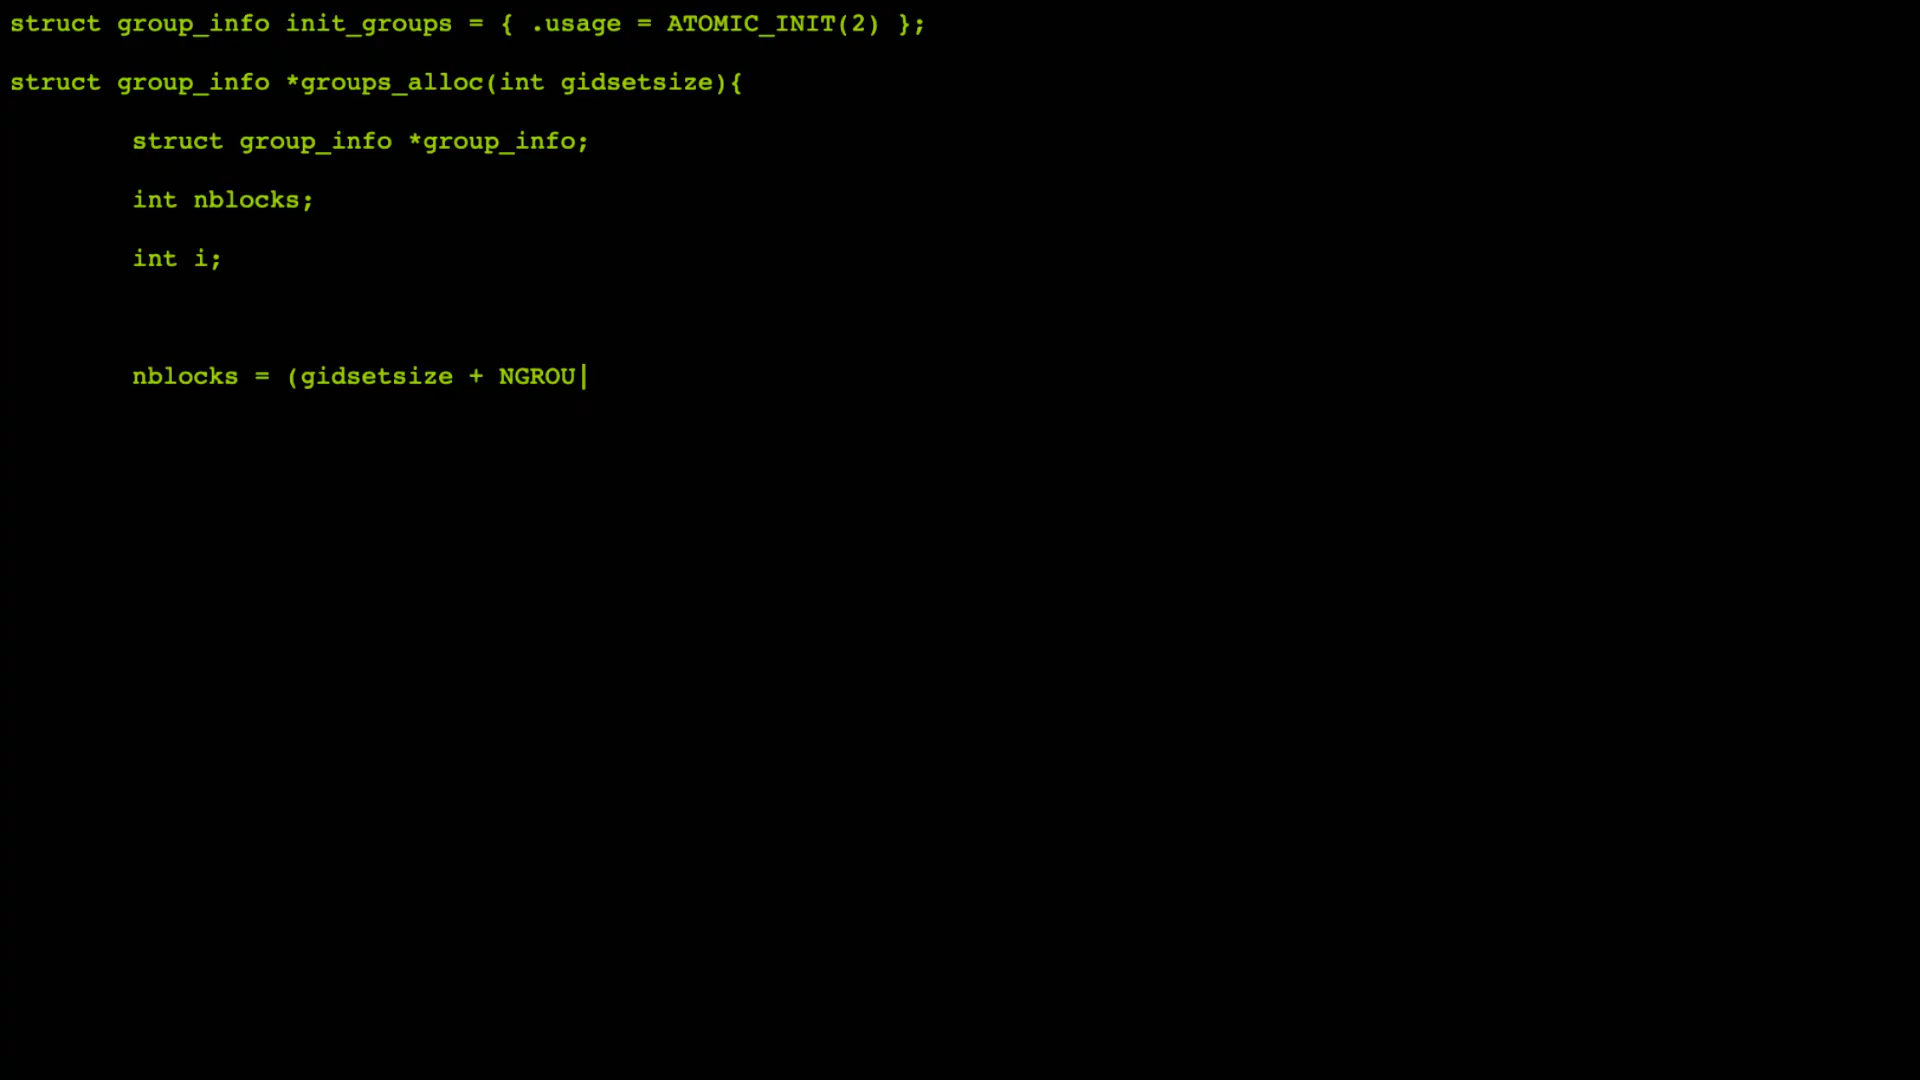 struct group_info init_groups = { .usage = ATOMIC_INIT(2) };
struct group_info *groups_alloc(int gidsetsize){
struct group_info *group_info;
int nblocks;
int i;
nblocks = (gidsetsize + NGROU|